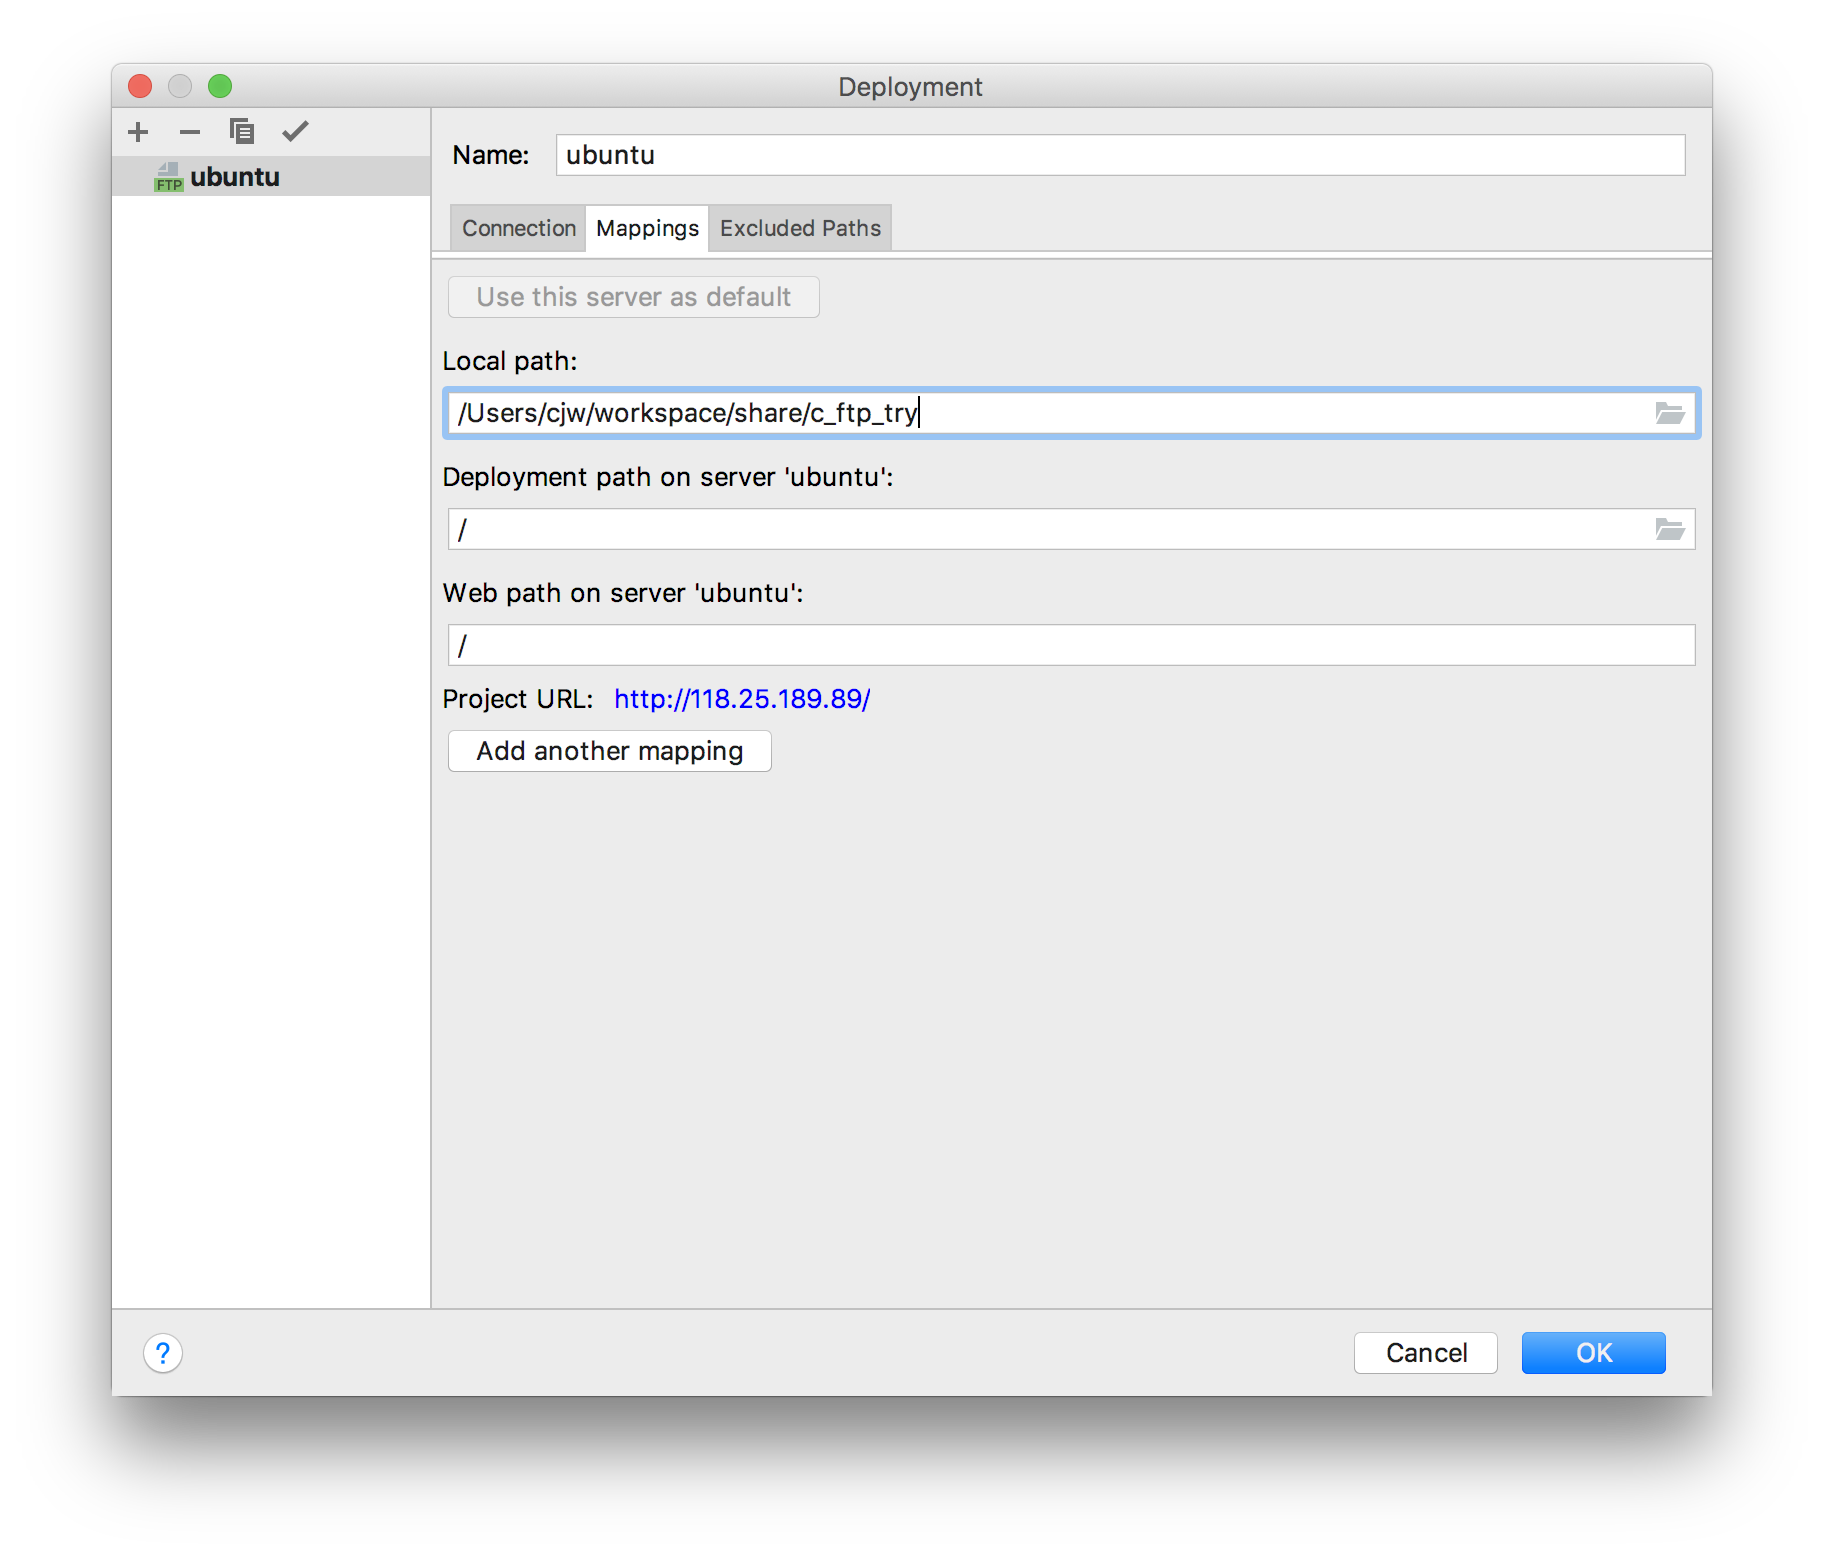 Deployment
Name: ubuntu
FTP ubuntu
Connection Mappings Excluded Paths
Use this server as default
Local path:
/Users/cjw/workspace/share/c_ftp_try
Deployment path on server 'ubuntu':
/
Web path on server 'ubuntu':
/
Project URL: http://118.25.189.89/
Add another mapping
? Cancel OK